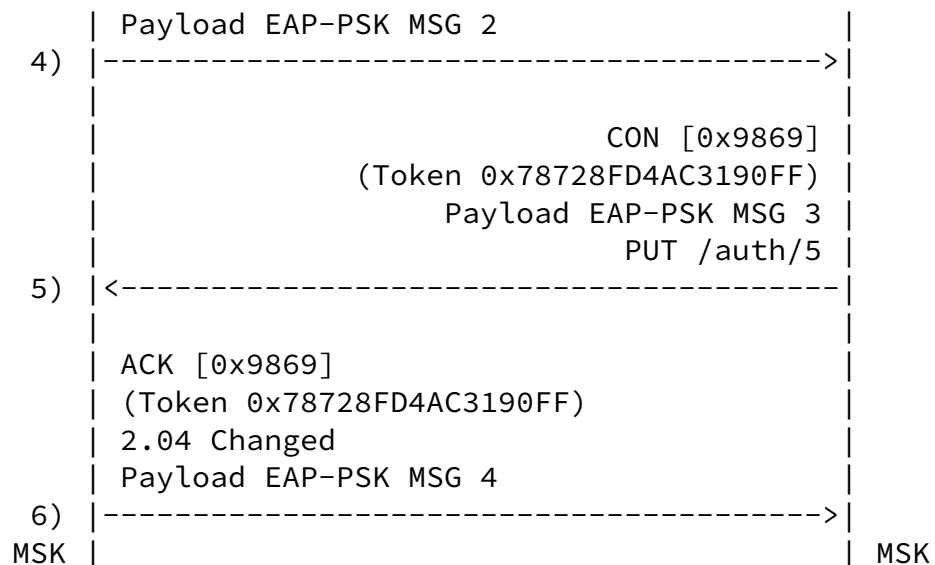 | Payload EAP-PSK MSG 2 |
4) |---------------------------------------->|
| |
| CON [0x9869] |
| (Token 0x78728FD4AC3190FF) |
| Payload EAP-PSK MSG 3 |
| PUT /auth/5 |
5) |<----------------------------------------|
| |
| ACK [0x9869] |
| (Token 0x78728FD4AC3190FF) |
| 2.04 Changed |
| Payload EAP-PSK MSG 4 |
6) |---------------------------------------->|
MSK | | MSK